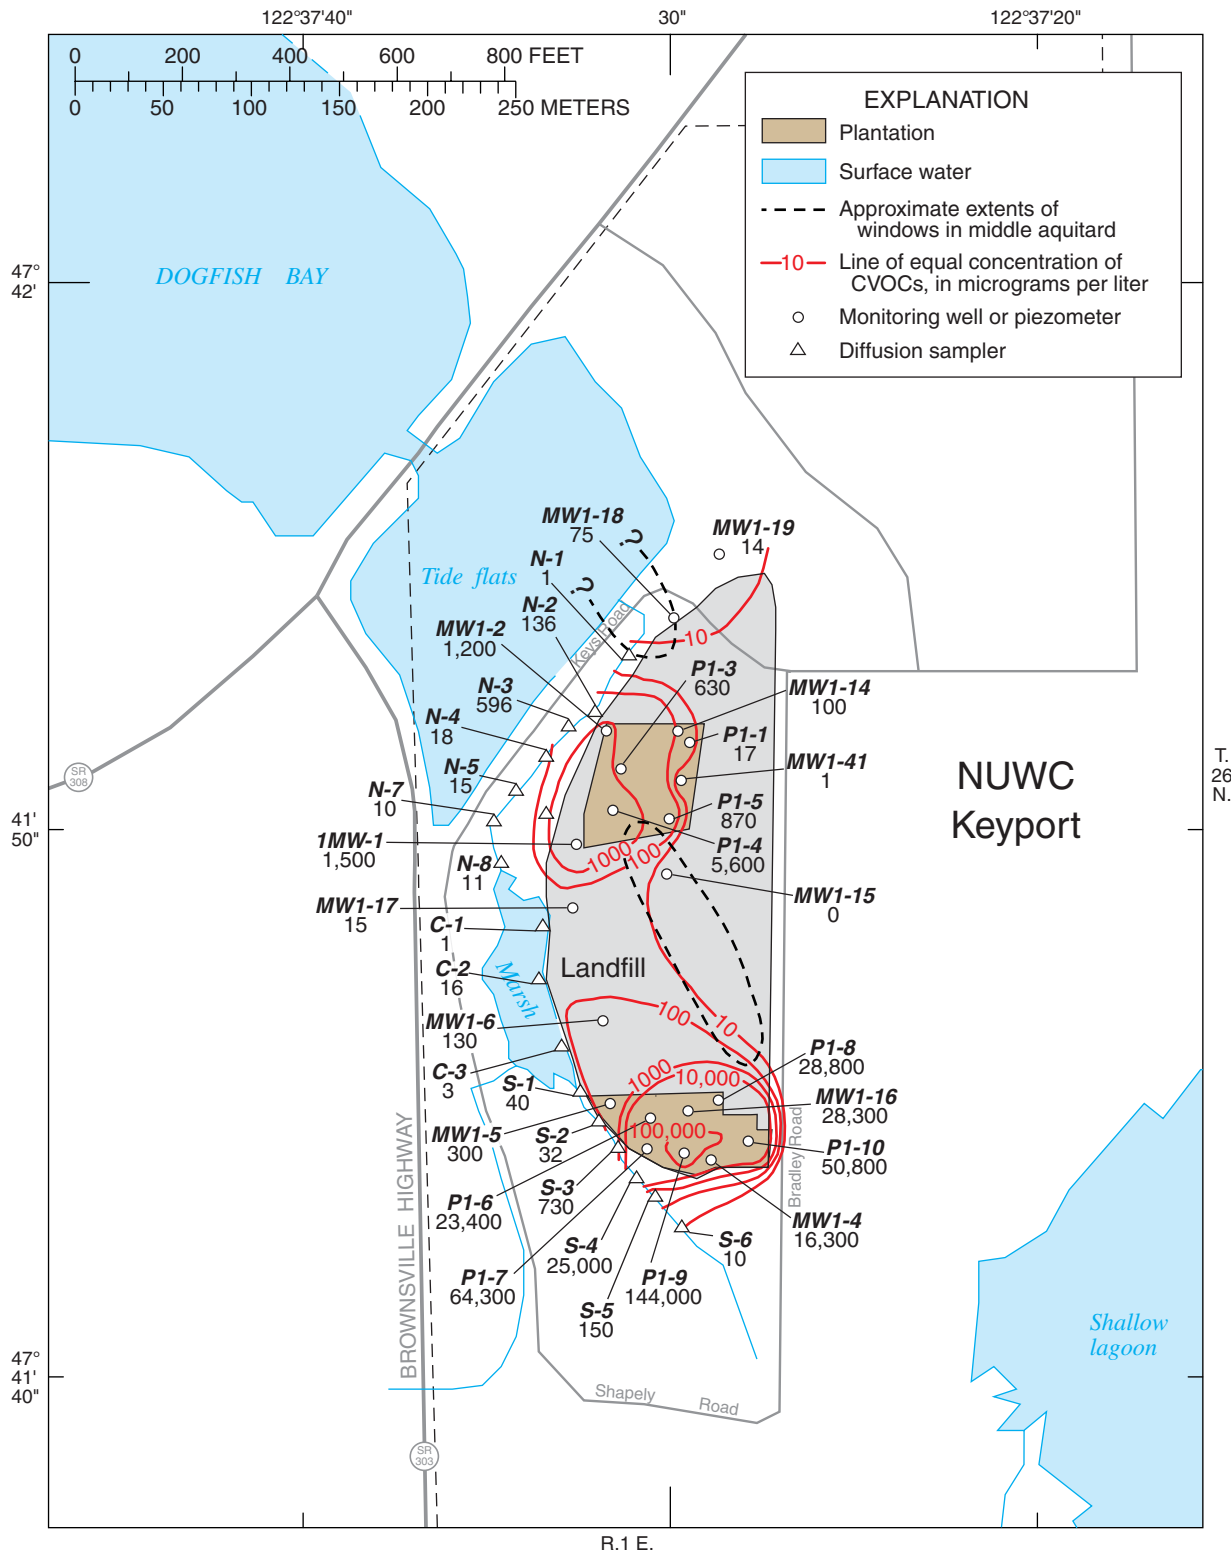 122°37'40"
30"
122°37'20"
0 200 400 600 800 FEET
0 50 100 150 200 250 METERS
EXPLANATION
Plantation
Surface water
Approximate extents of
windows in middle aquitard
10
Line of equal concentration of
CVOCs, in micrograms per liter
Monitoring well or piezometer
Diffusion sampler
47°
42'
DOGFISH BAY
MW1-18
75
?
MW1-19
14
N-1
1
?
Tide flats
N-2
136
Keys Road
MW1-2
1,200
10
P1-3
630
N-3
596
MW1-14
100
N-4
18
P1-1
17
T.
26
N.
SR
308
N-5
15
MW1-41
1
NUWC
Keyport
N-7
10
P1-5
870
41'
50"
1MW-1
1,500
1000
100
P1-4
5,600
N-8
11
MW1-15
0
MW1-17
15
C-1
1
Landfill
C-2
16
Marsh
MW1-6
130
100
10
P1-8
28,800
C-3
3
S-1
40
1000
10,000
MW1-16
28,300
MW1-5
300
S-2
32
100,000
P1-10
50,800
BROWNSVILLE HIGHWAY
Bradley Road
P1-6
23,400
S-3
730
MW1-4
16,300
S-4
25,000
S-6
10
P1-7
64,300
P1-9
144,000
S-5
150
Shallow
lagoon
47°
41'
40"
Shapely Road
SR
303
R.1 E.